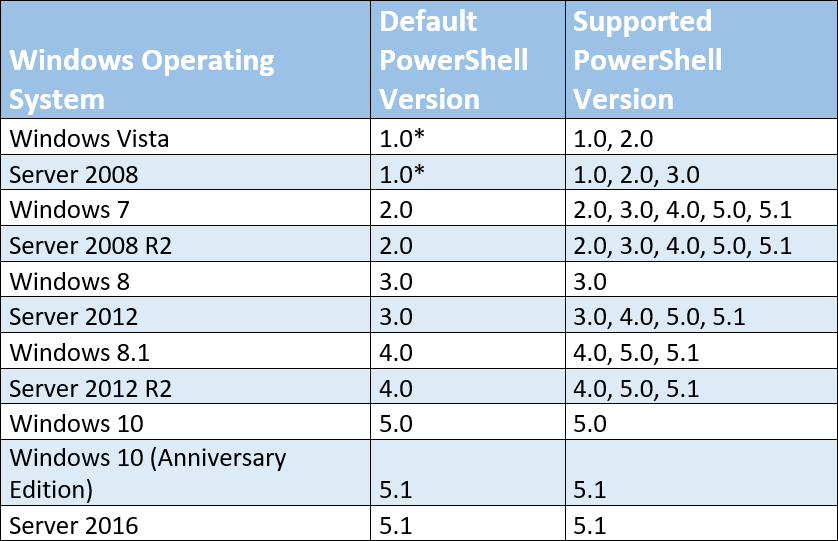 Windows Operating System Default PowerShell Version Supported PowerShell Version
Windows Vista 1.0* 1.0, 2.0
Server 2008 1.0* 1.0, 2.0, 3.0
Windows 7 2.0 2.0, 3.0, 4.0, 5.0, 5.1
Server 2008 R2 2.0 2.0, 3.0, 4.0, 5.0, 5.1
Windows 8 3.0 3.0
Server 2012 3.0 3.0, 4.0, 5.0, 5.1
Windows 8.1 4.0 4.0, 5.0, 5.1
Server 2012 R2 4.0 4.0, 5.0, 5.1
Windows 10 5.0 5.0
Windows 10 (Anniversary Edition) 5.1 5.1
Server 2016 5.1 5.1